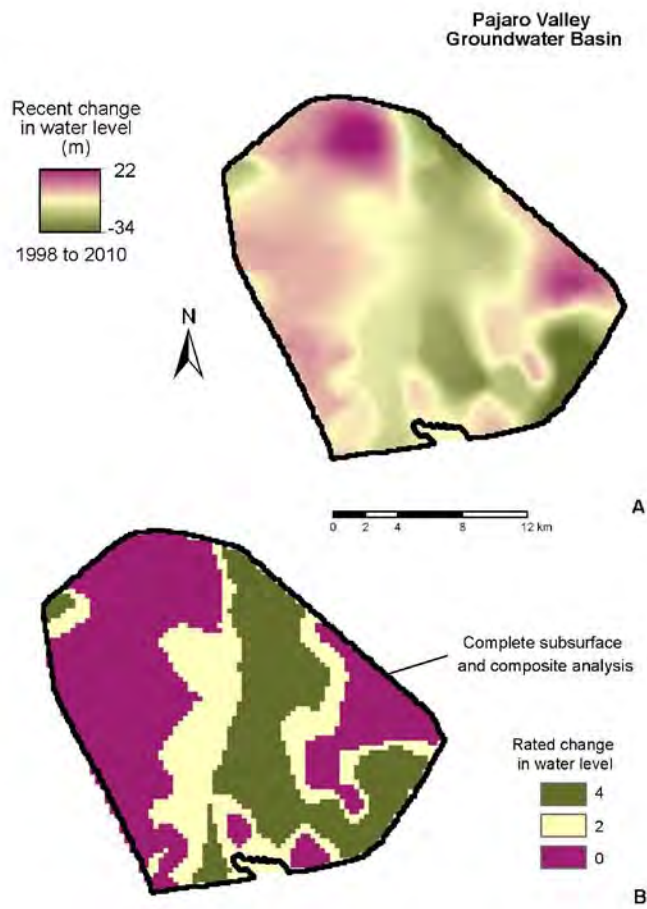 Pajaro Valley
Groundwater Basin
Recent change
in water level
(m)
22
-34
1998 to 2010
N
A
0 2 4 8 12 km
Complete subsurface
and composite analysis
Rated change
in water level
4
2
0
B